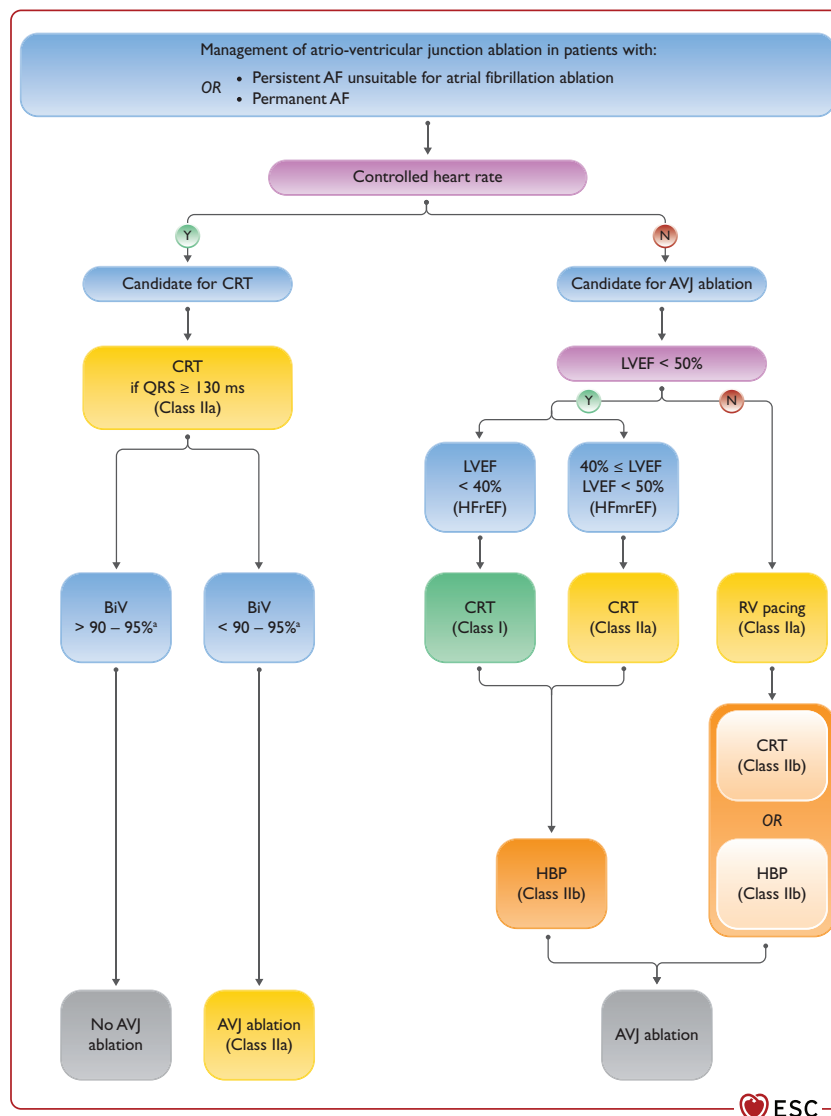 Management of atrio-ventricular junction ablation in patients with:
OR • Persistent AF unsuitable for atrial fibrillation ablation
• Permanent AF
Controlled heart rate
Y
N
Candidate for CRT
Candidate for AVJ ablation
CRT
if QRS ≥ 130 ms
(Class IIa)
LVEF < 50%
Y
N
LVEF
< 40%
(HFrEF)
40% ≤ LVEF
LVEF < 50%
(HFmrEF)
BiV
> 90 – 95%ᵃ
BiV
< 90 – 95%ᵃ
CRT
(Class I)
CRT
(Class IIa)
RV pacing
(Class IIa)
CRT
(Class IIb)
OR
HBP
(Class IIb)
HBP
(Class IIb)
No AVJ
ablation
AVJ ablation
(Class IIa)
AVJ ablation
ESC